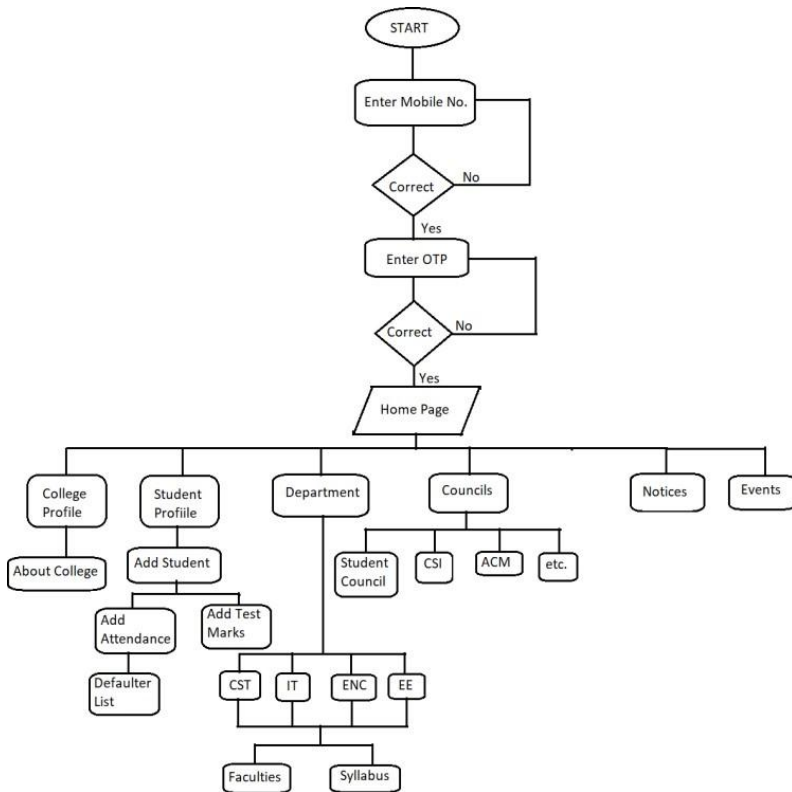 START
Enter Mobile No.
No
Correct
Yes
Enter OTP
No
Correct
Yes
Home Page
College
Profile
Student
Profiile
Department
Councils
Notices
Events
About College
Add Student
Student
Council
CSI
ACM
etc.
Add
Attendance
Add Test
Marks
Defaulter
List
CST
IT
ENC
EE
Faculties
Syllabus